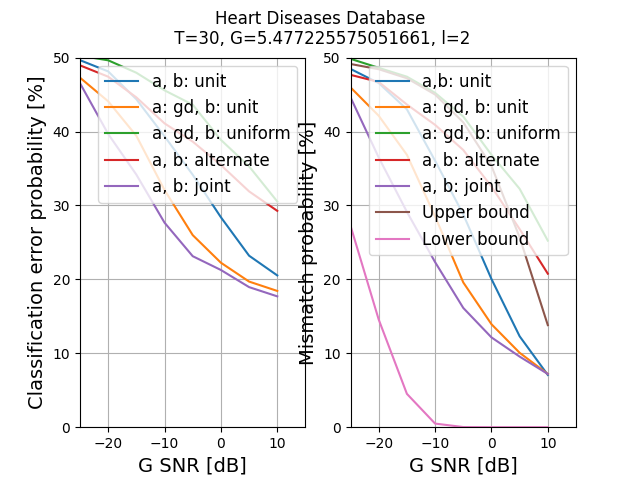 Heart Diseases Database
T=30, G=5.477225575051661, l=2
Classification error probability [%]
50
40
30
20
10
0
a, b: unit
a: gd, b: unit
a: gd, b: uniform
a, b: alternate
a, b: joint
−20
−10
0
10
G SNR [dB]
Mismatch probability [%]
50
40
30
20
10
0
a,b: unit
a: gd, b: unit
a: gd, b: uniform
a, b: alternate
a, b: joint
Upper bound
Lower bound
−20
−10
0
10
G SNR [dB]